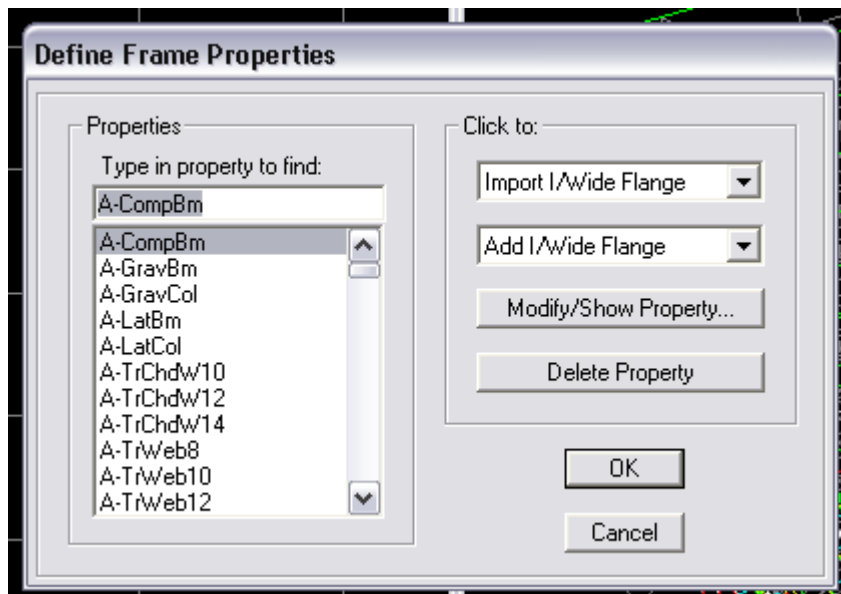 Define Frame Properties
Properties
Type in property to find:
A-CompBm
A-CompBm
A-GravBm
A-GravCol
A-LatBm
A-LatCol
A-TrChdW10
A-TrChdW12
A-TrChdW14
A-TrWeb8
A-TrWeb10
A-TrWeb12
Click to:
Import I/Wide Flange
Add I/Wide Flange
Modify/Show Property...
Delete Property
OK
Cancel